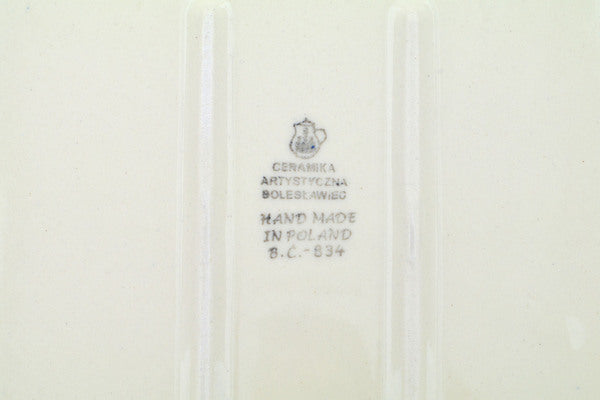 CERAMIKA
ARTYSTYCZNA
BOLESŁAWIEC
HAND MADE
IN POLAND
B.C.-834